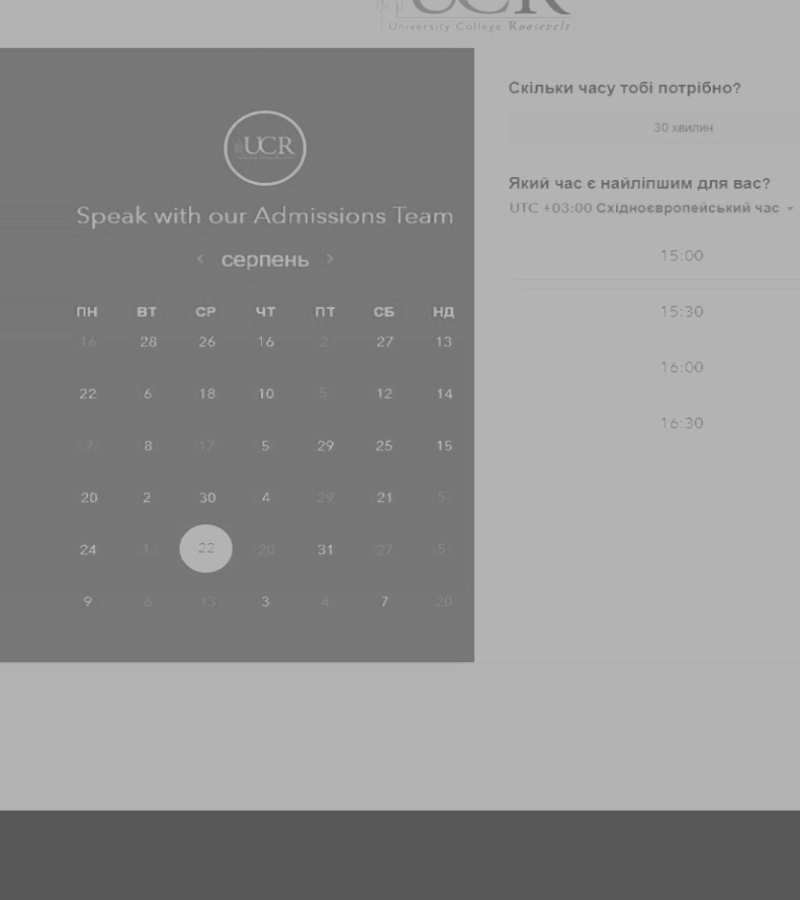 UCR
University College Roosevelt
UCR
Speak with our Admissions Team
‹ серпень ›
ПН ВТ СР ЧТ ПТ СБ НД
16 28 26 16 2 27 13
22 6 18 10 5 12 14
7 8 17 5 29 25 15
20 2 30 4 29 21 5
24 1 22 20 31 27 5
9 6 13 3 4 7 20
Скільки часу тобі потрібно?
30 хвилин
Який час є найліпшим для вас?
UTC +03:00 Східноєвропейський час
15:00
15:30
16:00
16:30